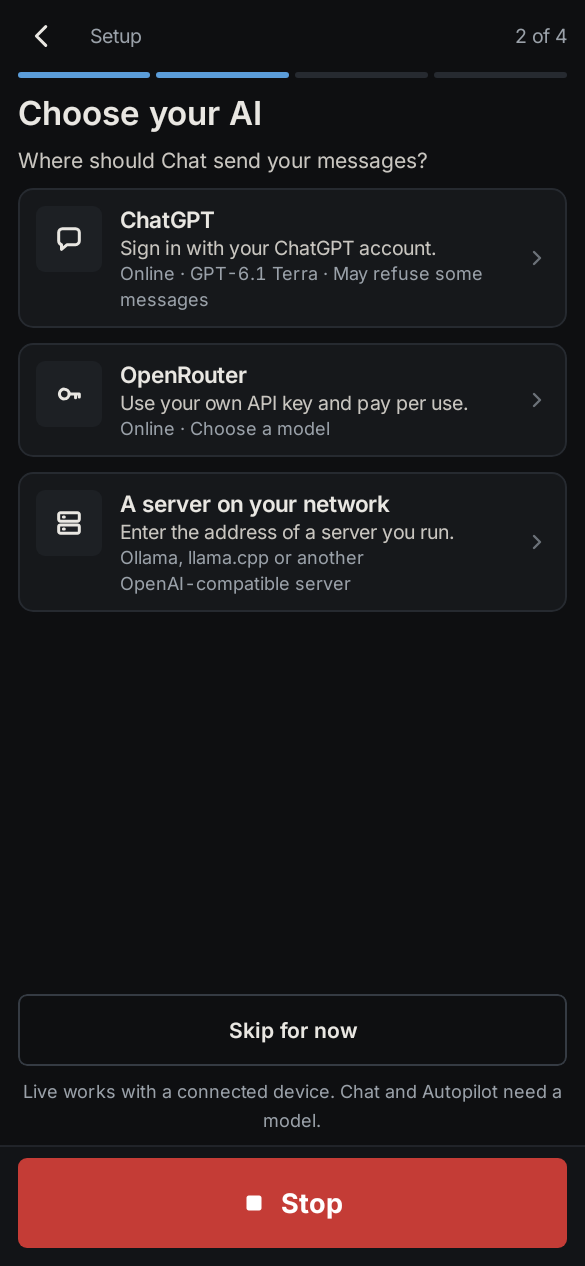 Setup
2 of 4
Choose your AI
Where should Chat send your messages?
ChatGPT
Sign in with your ChatGPT account.
Online · GPT-6.1 Terra · May refuse some
messages
OpenRouter
Use your own API key and pay per use.
Online · Choose a model
A server on your network
Enter the address of a server you run.
Ollama, llama.cpp or another
OpenAI-compatible server
Skip for now
Live works with a connected device. Chat and Autopilot need a
model.
Stop